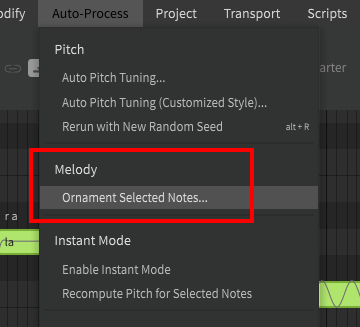 odify Auto-Process Project Transport Scripts
Pitch
arter
Auto Pitch Tuning...
Auto Pitch Tuning (Customized Style)...
Rerun with New Random Seed alt + R
Melody
Ornament Selected Notes...
r a
la
Instant Mode
Enable Instant Mode
Recompute Pitch for Selected Notes